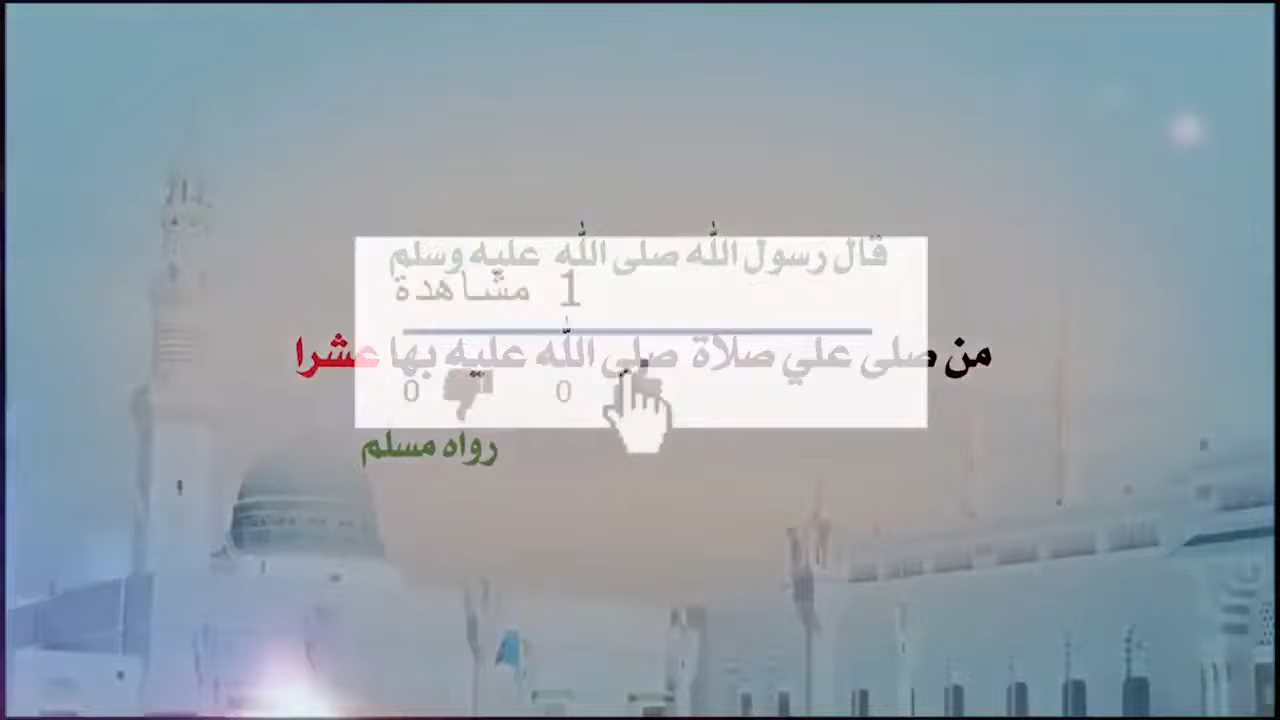 قال رسول الله صلى الله عليه وسلم
1 مشاهدة
من صلى علي صلاة صلى الله عليه بها عشرا
0 0
رواه مسلم